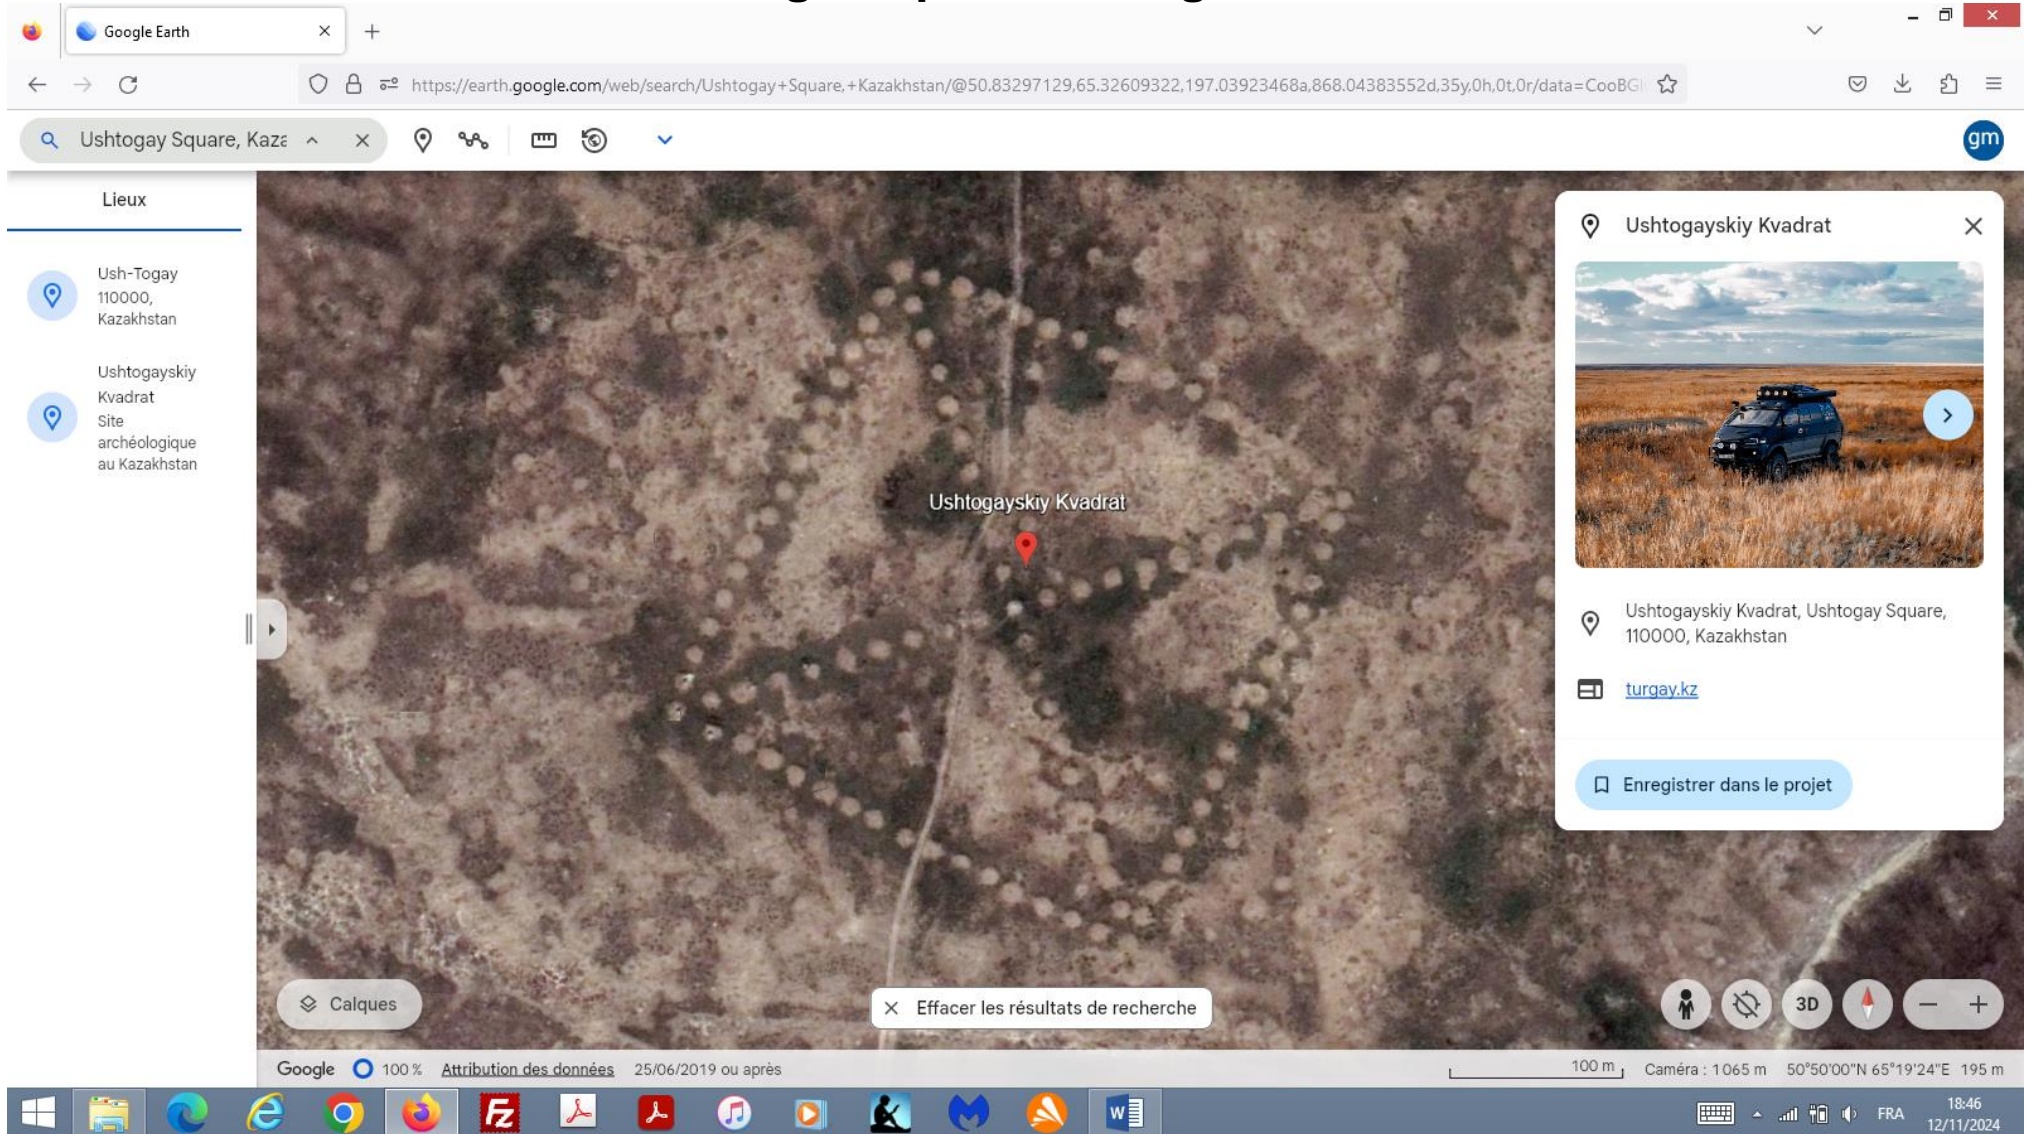 Google Earth
https://earth.google.com/web/search/Ushtogay+Square,+Kazakhstan/@50.83297129,65.32609322,197.03923468a,868.04383552d,35y,0h,0t,0r/data=CooBG
Ushtogay Square, Kaza
gm
Lieux
Ush-Togay
110000,
Kazakhstan
Ushtogayskiy
Kvadrat
Site
archéologique
au Kazakhstan
Ushtogayskiy Kvadrat
Ushtogayskiy Kvadrat
Ushtogayskiy Kvadrat, Ushtogay Square,
110000, Kazakhstan
turgay.kz
Enregistrer dans le projet
Calques
Effacer les résultats de recherche
3D
Google 100 % Attribution des données 25/06/2019 ou après 100 m Caméra : 1 065 m 50°50'00"N 65°19'24"E 195 m
FRA
18:46
12/11/2024